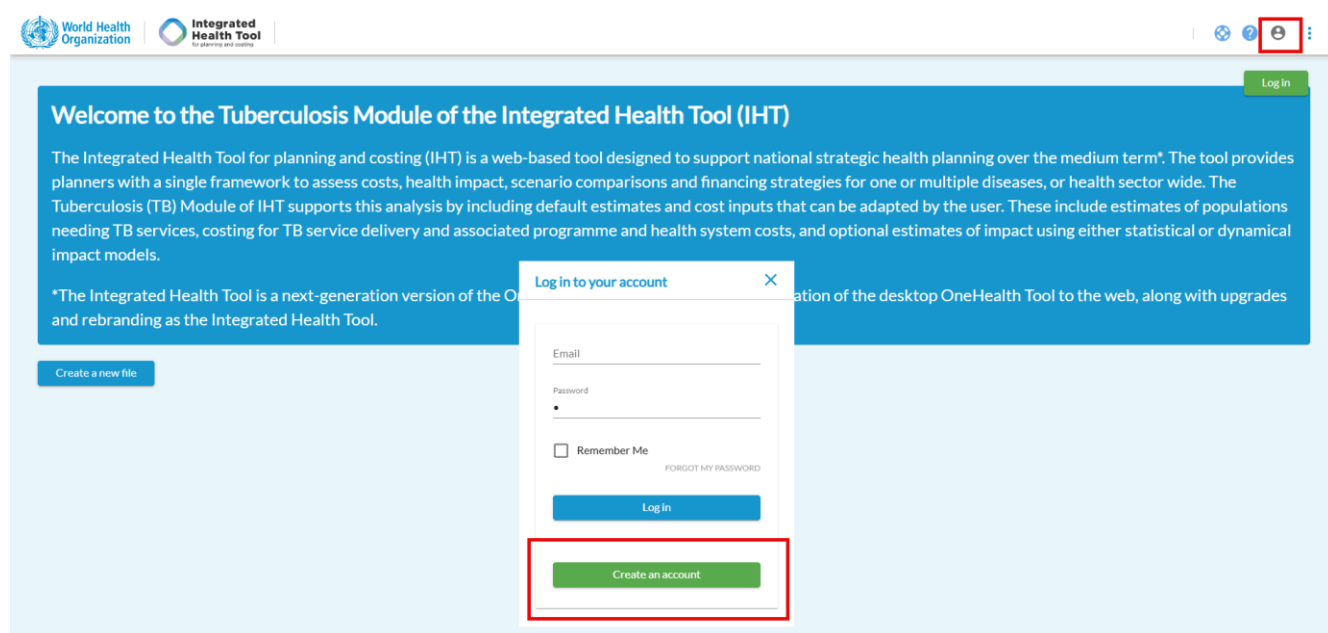 World Health
Organization
Integrated
Health Tool
for planning and costing
Log in
Welcome to the Tuberculosis Module of the Integrated Health Tool (IHT)
The Integrated Health Tool for planning and costing (IHT) is a web-based tool designed to support national strategic health planning over the medium term*. The tool provides
planners with a single framework to assess costs, health impact, scenario comparisons and financing strategies for one or multiple diseases, or health sector wide. The
Tuberculosis (TB) Module of IHT supports this analysis by including default estimates and cost inputs that can be adapted by the user. These include estimates of populations
needing TB services, costing for TB service delivery and associated programme and health system costs, and optional estimates of impact using either statistical or dynamical
impact models.
*The Integrated Health Tool is a next-generation version of the O ation of the desktop OneHealth Tool to the web, along with upgrades
and rebranding as the Integrated Health Tool.
Create a new file
Log in to your account
Email
Password
Remember Me
FORGOT MY PASSWORD
Log in
Create an account